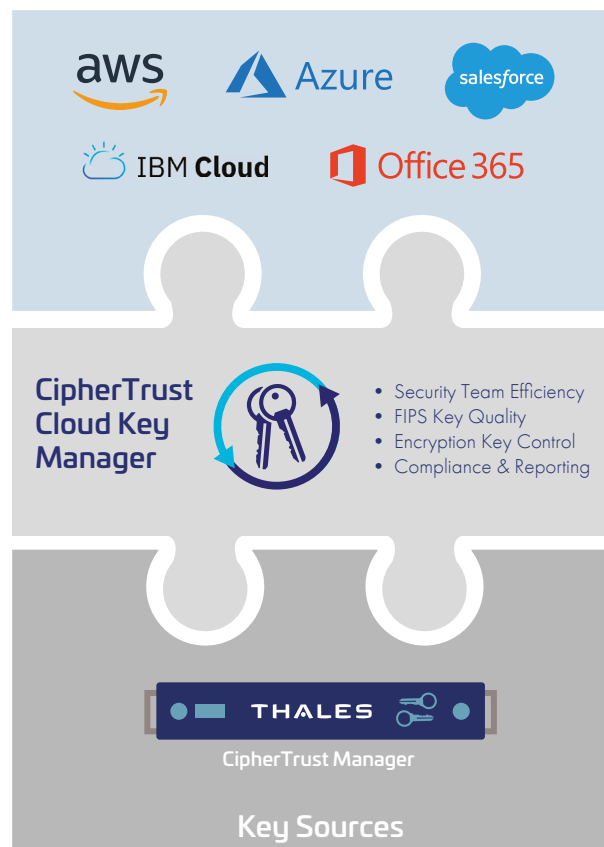 aws
Azure
salesforce
IBM Cloud
Office 365
CipherTrust
Cloud Key
Manager
• Security Team Efficiency
• FIPS Key Quality
• Encryption Key Control
• Compliance & Reporting
THALES
CipherTrust Manager
Key Sources